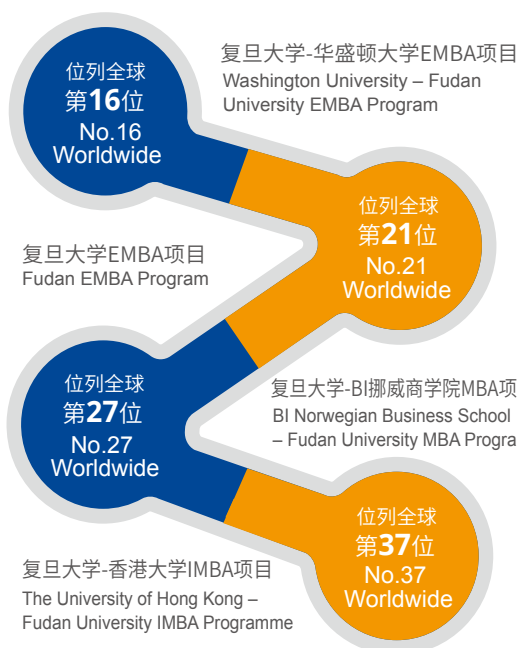 位列全球
第16位
No.16
Worldwide
复旦大学-华盛顿大学EMBA项目
Washington University – Fudan
University EMBA Program
位列全球
第21位
No.21
Worldwide
复旦大学EMBA项目
Fudan EMBA Program
位列全球
第27位
No.27
Worldwide
复旦大学-BI挪威商学院MBA项
BI Norwegian Business School
– Fudan University MBA Progra
位列全球
第37位
No.37
Worldwide
复旦大学-香港大学IMBA项目
The University of Hong Kong –
Fudan University IMBA Programme